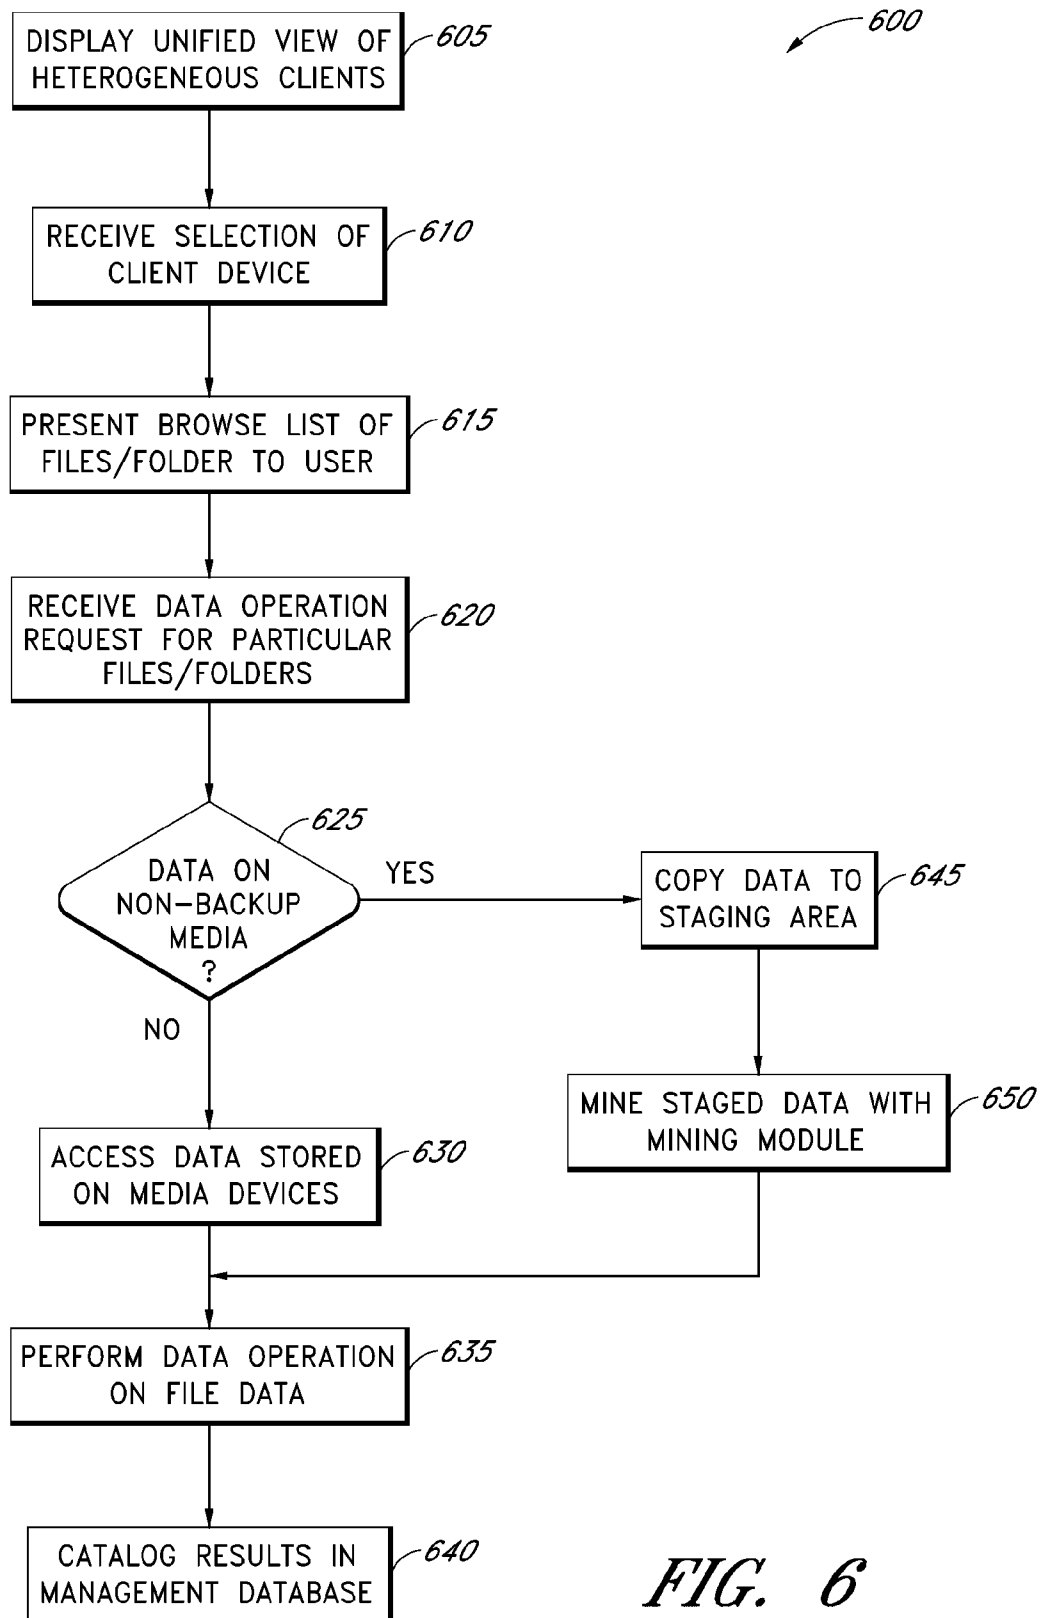 600
DISPLAY UNIFIED VIEW OF
HETEROGENEOUS CLIENTS
605
RECEIVE SELECTION OF
CLIENT DEVICE
610
PRESENT BROWSE LIST OF
FILES/FOLDER TO USER
615
RECEIVE DATA OPERATION
REQUEST FOR PARTICULAR
FILES/FOLDERS
620
DATA ON
NON-BACKUP
MEDIA
?
625
YES
NO
COPY DATA TO
STAGING AREA
645
MINE STAGED DATA WITH
MINING MODULE
650
ACCESS DATA STORED
ON MEDIA DEVICES
630
PERFORM DATA OPERATION
ON FILE DATA
635
CATALOG RESULTS IN
MANAGEMENT DATABASE
640
FIG. 6